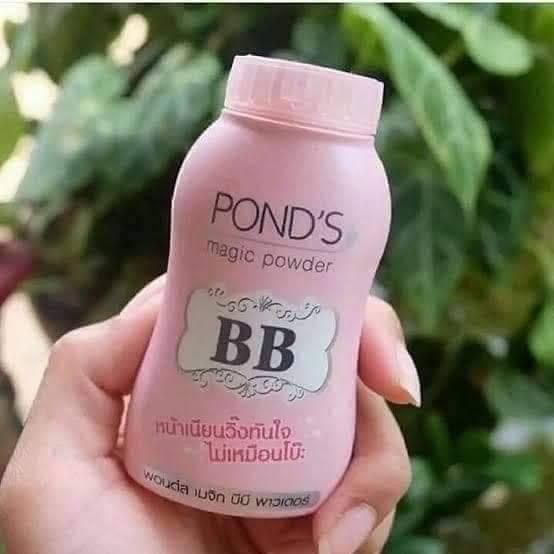 POND'S
magic powder
BB
หน้าเนียนวิ๊งทันใจ
ไม่เหมือนโบ๊ะ
พอนด์ส เมจิก บีบี พาวเดอร์